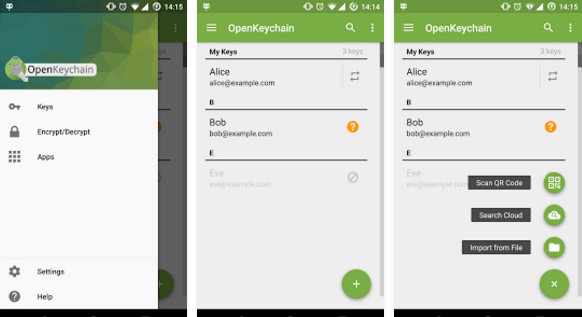 14:15
OpenKeychain
Keys
Encrypt/Decrypt
Apps
Settings
Help
14:14
OpenKeychain
My Keys 3 keys
Alice
alice@example.com
B
Bob
bob@example.com
E
Eve
eve@example.com
14:15
OpenKeychain
My Keys 3 keys
Alice
alice@example.com
B
Bob
bob@example.com
E
Eve
eve@example.com
Scan QR Code
Search Cloud
Import from File